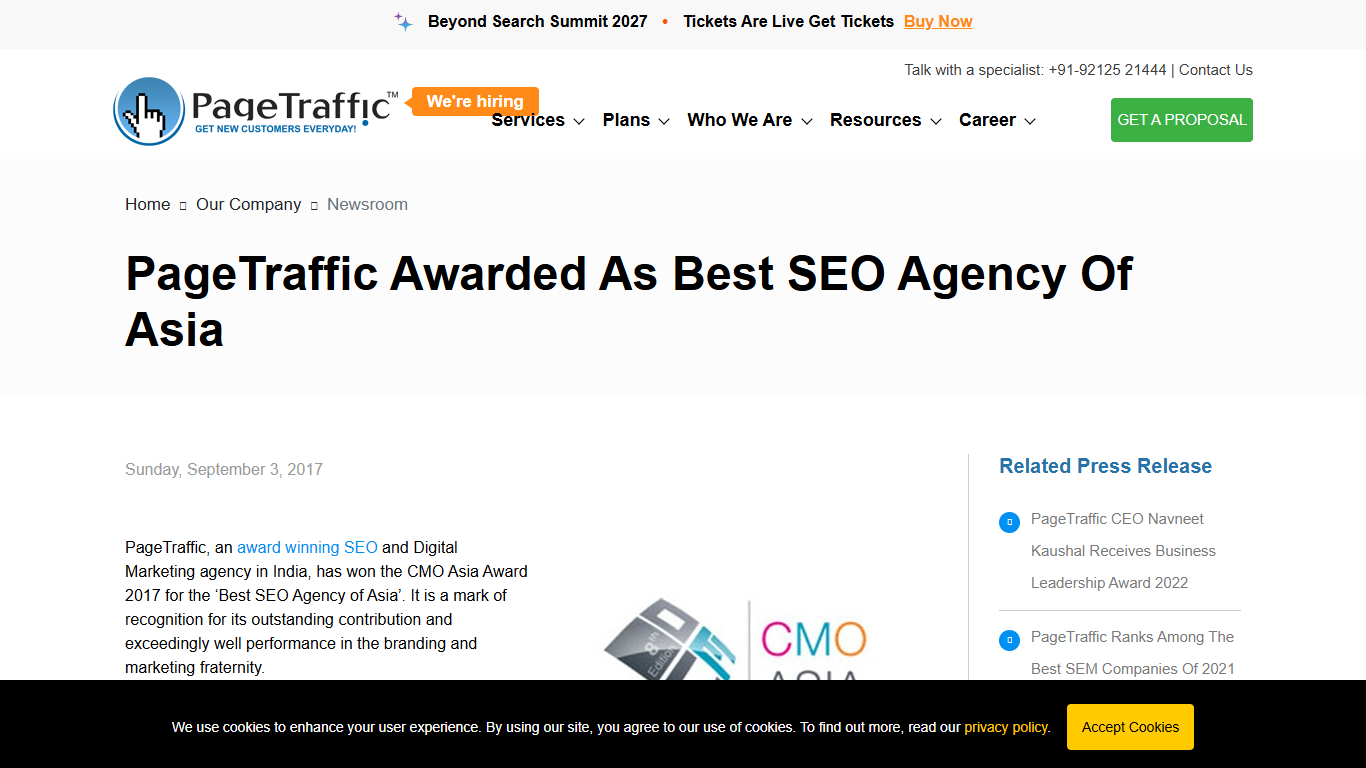 Beyond Search Summit 2027 • Tickets Are Live Get Tickets Buy Now
Talk with a specialist: +91-92125 21444 | Contact Us
PageTraffic™
GET NEW CUSTOMERS EVERYDAY!
We're hiring
Services Plans Who We Are Resources Career
GET A PROPOSAL
Home Our Company Newsroom
PageTraffic Awarded As Best SEO Agency Of
Asia
Sunday, September 3, 2017
PageTraffic, an award winning SEO and Digital
Marketing agency in India, has won the CMO Asia Award
2017 for the ‘Best SEO Agency of Asia’. It is a mark of
recognition for its outstanding contribution and
exceedingly well performance in the branding and
marketing fraternity.
8th
Edition
CMO
ASIA
Related Press Release
PageTraffic CEO Navneet
Kaushal Receives Business
Leadership Award 2022
PageTraffic Ranks Among The
Best SEM Companies Of 2021
We use cookies to enhance your user experience. By using our site, you agree to our use of cookies. To find out more, read our privacy policy.
Accept Cookies